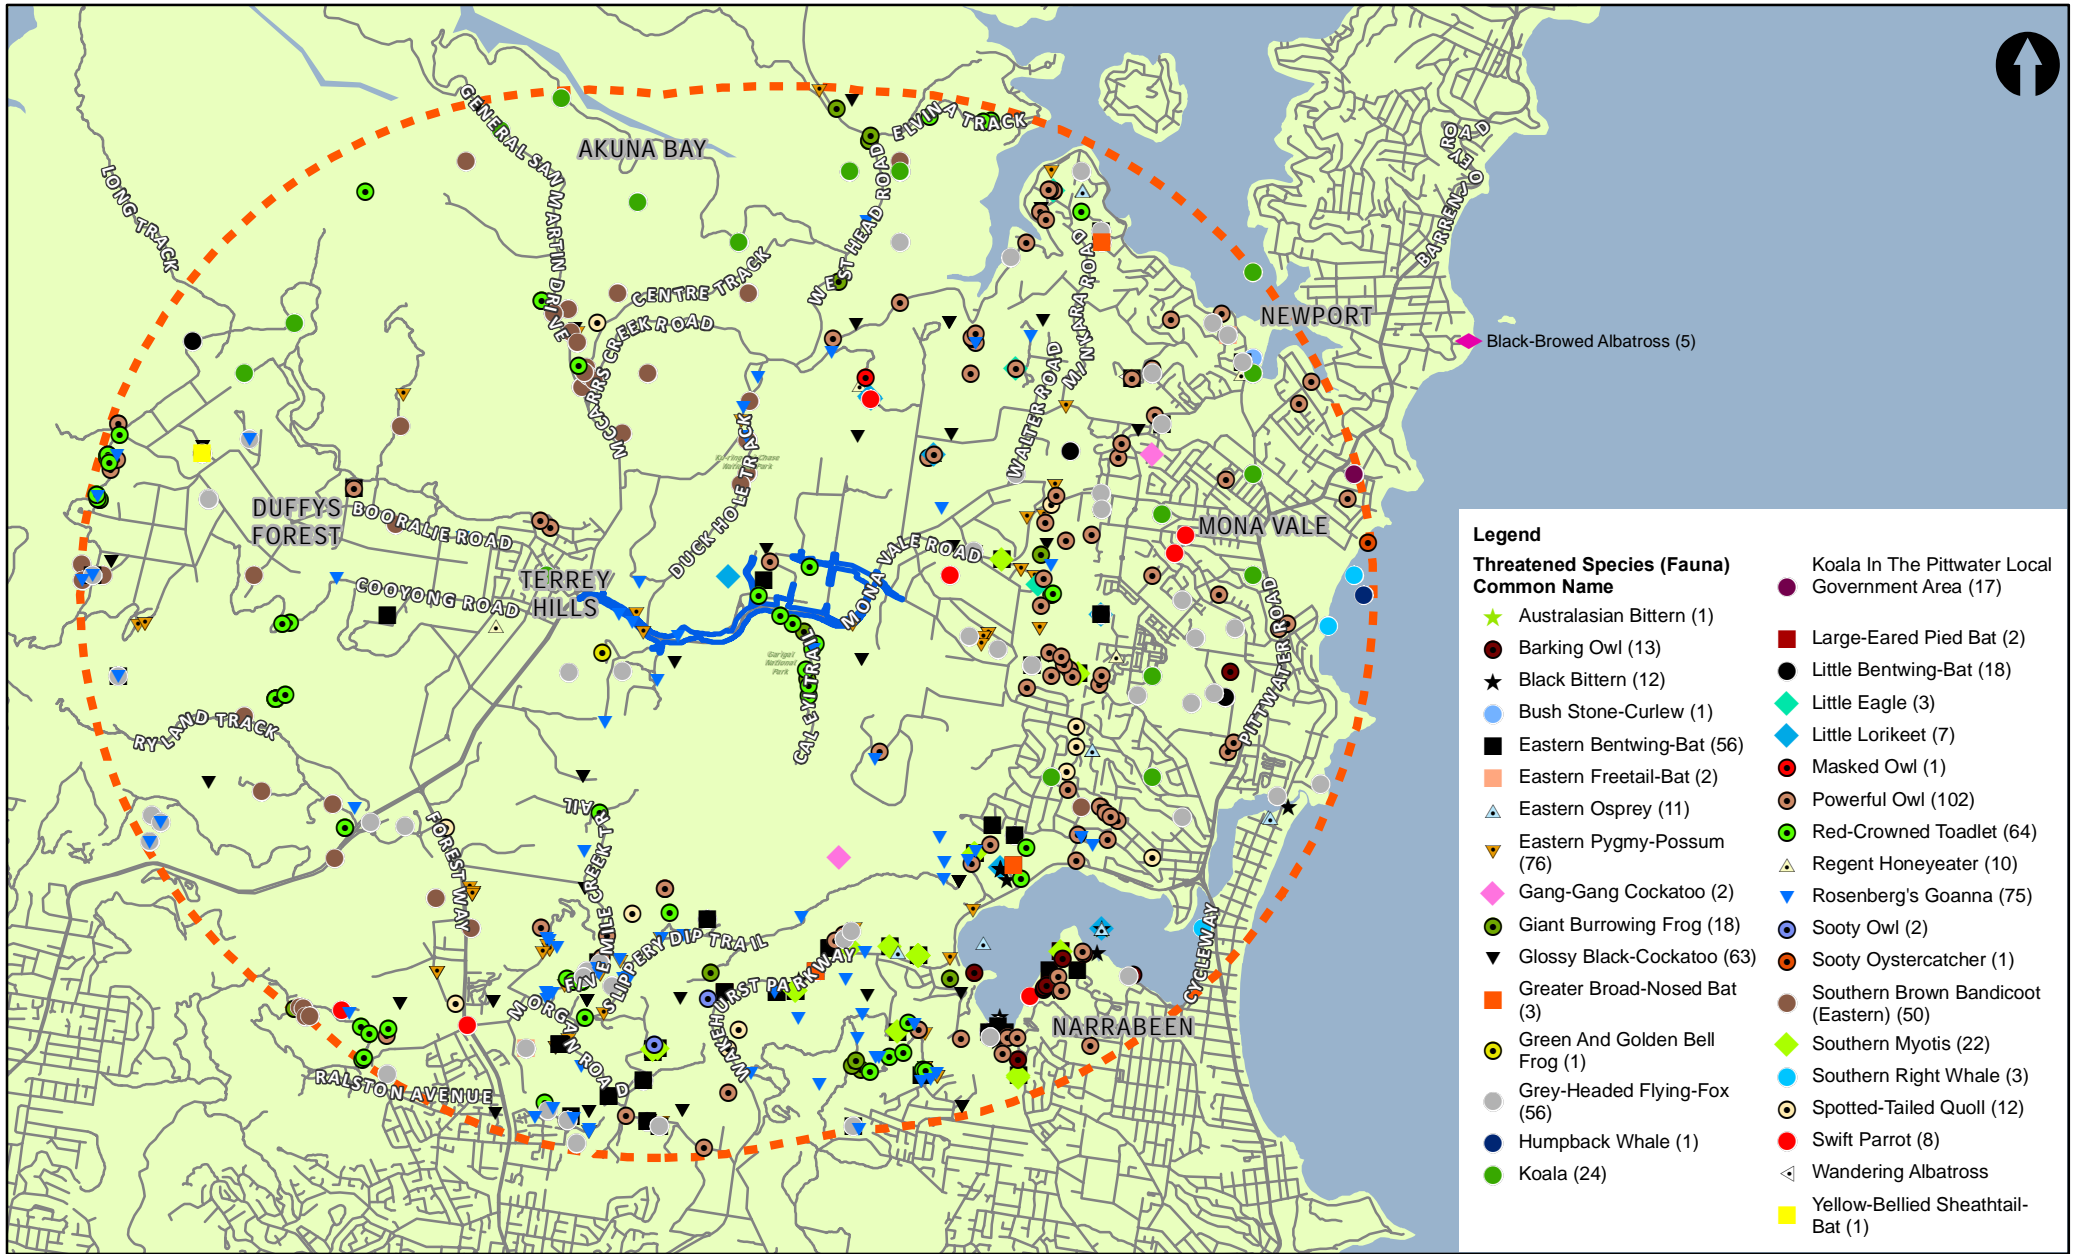 GENERAL SAN MARTIN DRIVE
AKUNA BAY
ELVINA TRACK
BARRENJOEY ROAD
LONG TRACK
WEST HEAD ROAD
CENTRE TRACK
MCCARRS CREEK ROAD
MINKARRA ROAD
NEWPORT
Black-Browed Albatross (5)
WALTER ROAD
DUCK HOLE TRACK
Ku-ring-gai Chase
National Park
DUFFYS
FOREST
BOORALIE ROAD
MONA VALE
MONA VALE ROAD
COOYONG ROAD
TERREY
HILLS
Garigal
National
Park
CALEYI TRAIL
PITTWATER ROAD
RYLAND TRACK
FOREST WAY
FIVE MILE CREEK TRAIL
SLIPPERY DIP TRAIL
WAKEHURST PARKWAY
MORGAN ROAD
RALSTON AVENUE
NARRABEEN
CYCLEWAY
Legend
Threatened Species (Fauna)
Common Name
Australasian Bittern (1)
Barking Owl (13)
Black Bittern (12)
Bush Stone-Curlew (1)
Eastern Bentwing-Bat (56)
Eastern Freetail-Bat (2)
Eastern Osprey (11)
Eastern Pygmy-Possum
(76)
Gang-Gang Cockatoo (2)
Giant Burrowing Frog (18)
Glossy Black-Cockatoo (63)
Greater Broad-Nosed Bat
(3)
Green And Golden Bell
Frog (1)
Grey-Headed Flying-Fox
(56)
Humpback Whale (1)
Koala (24)
Koala In The Pittwater Local
Government Area (17)
Large-Eared Pied Bat (2)
Little Bentwing-Bat (18)
Little Eagle (3)
Little Lorikeet (7)
Masked Owl (1)
Powerful Owl (102)
Red-Crowned Toadlet (64)
Regent Honeyeater (10)
Rosenberg's Goanna (75)
Sooty Owl (2)
Sooty Oystercatcher (1)
Southern Brown Bandicoot
(Eastern) (50)
Southern Myotis (22)
Southern Right Whale (3)
Spotted-Tailed Quoll (12)
Swift Parrot (8)
Wandering Albatross
Yellow-Bellied Sheathtail-
Bat (1)